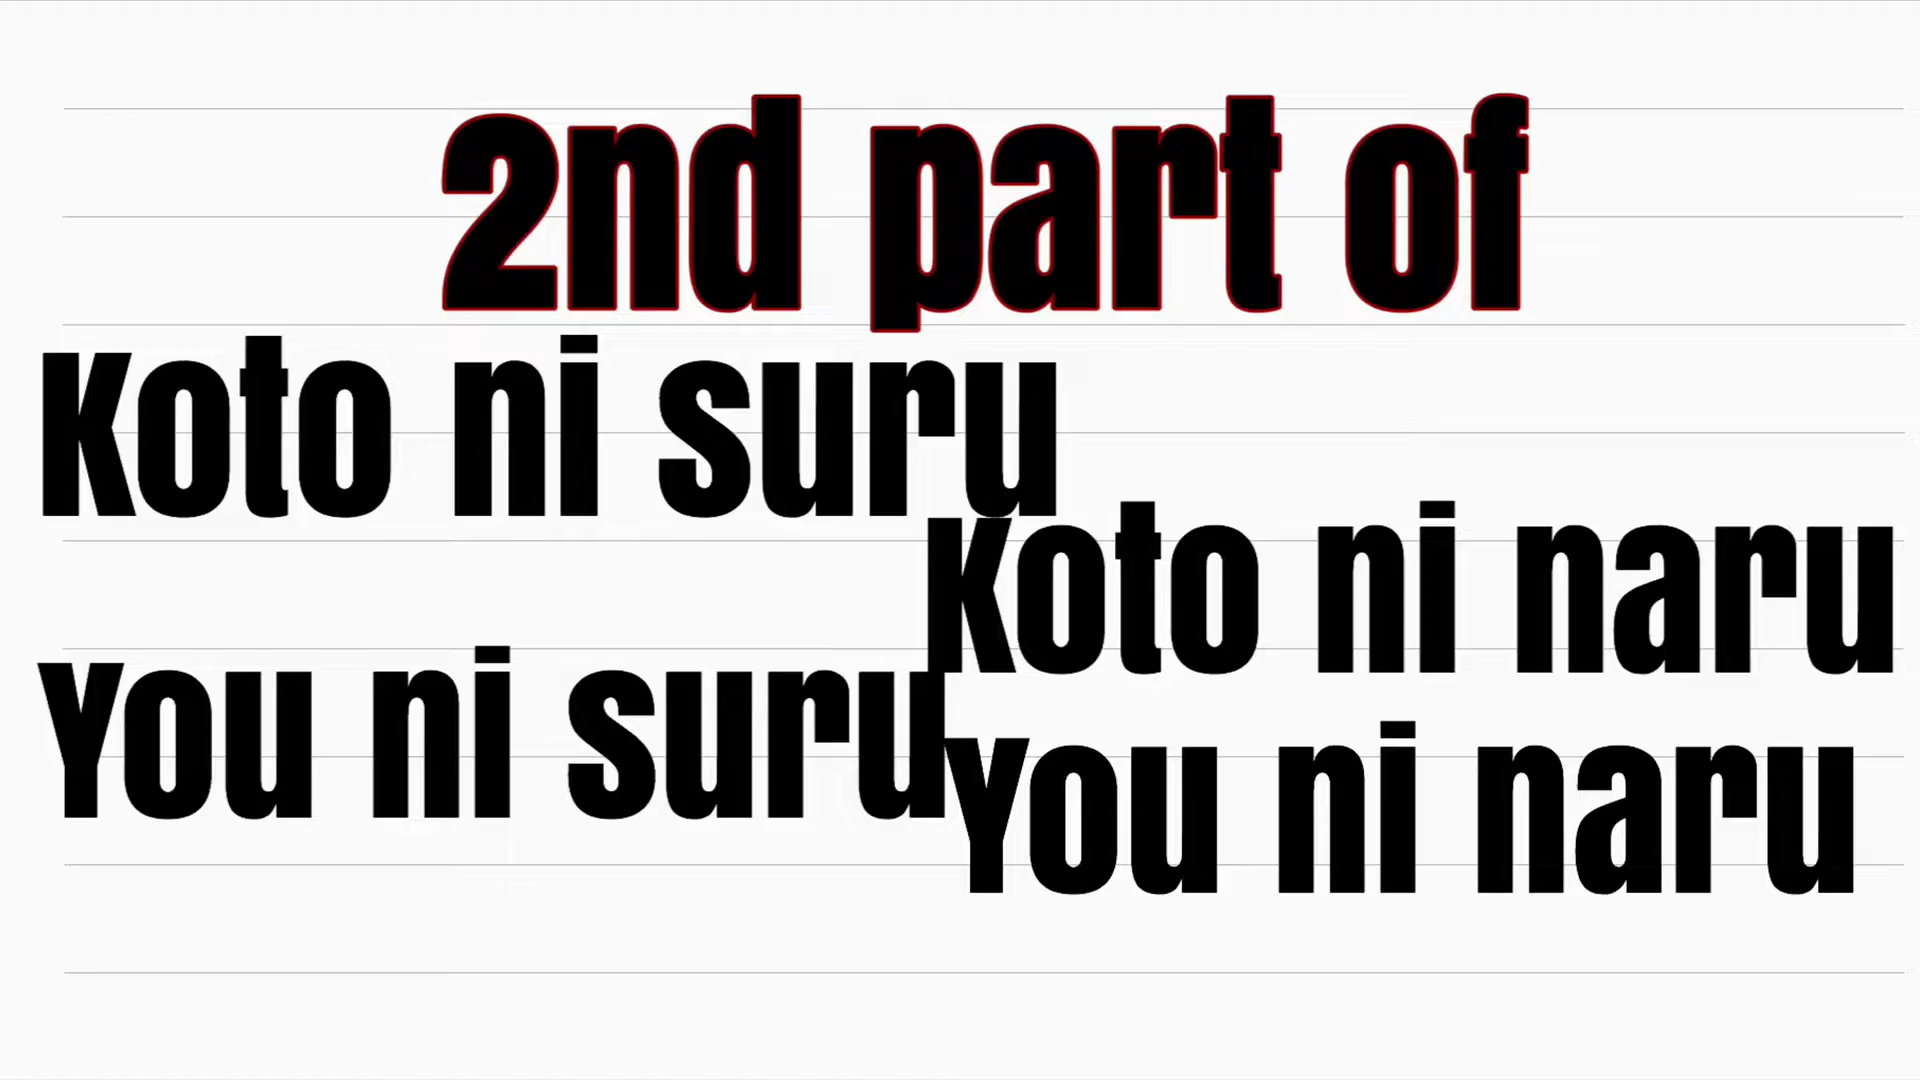 2nd part of
Koto ni suru
Koto ni naru
You ni suru
You ni naru